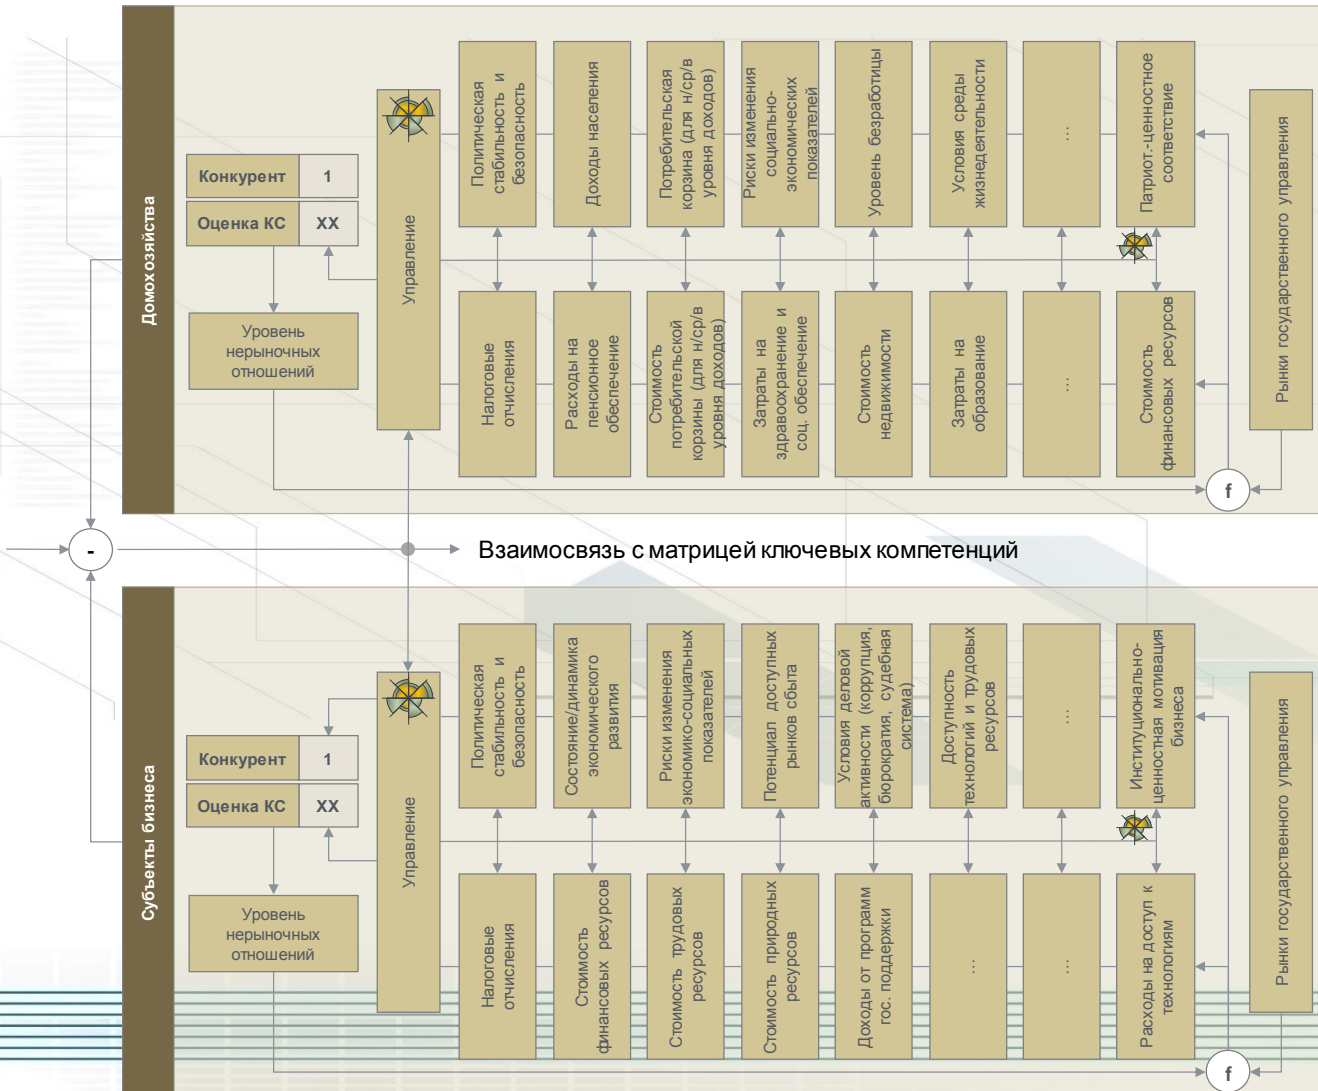 Домохозяйства
Конкурент
1
Оценка КС
XX
Уровень
нерыночных
отношений
Управление
Политическая
стабильность и
безопасность
Доходы населения
Потребительская
корзина (для н/ср/в
уровня доходов)
Риски изменения
социально-
экономических
показателей
Уровень безработицы
Условия среды
жизнедеятельности
...
Патриот.-ценностное
соответствие
Налоговые
отчисления
Расходы на
пенсионное
обеспечение
Стоимость
потребительской
корзины (для н/ср/в
уровня доходов)
Затраты на
здравоохранение и
соц. обеспечение
Стоимость
недвижимости
Затраты на
образование
...
Стоимость
финансовых ресурсов
Рынки государственного управления
f
-
Взаимосвязь с матрицей ключевых компетенций
Субъекты бизнеса
Конкурент
1
Оценка КС
XX
Уровень
нерыночных
отношений
Управление
Политическая
стабильность и
безопасность
Состояние/динамика
экономического
развития
Риски изменения
экономико-социальных
показателей
Потенциал доступных
рынков сбыта
Условия деловой
активности (коррупция,
бюрократия, судебная
система)
Доступность
технологий и трудовых
ресурсов
...
Институционально-
ценностная мотивация
бизнеса
Налоговые
отчисления
Стоимость
финансовых ресурсов
Стоимость трудовых
ресурсов
Стоимость природных
ресурсов
Доходы от программ
гос. поддержки
...
...
Расходы на доступ к
технологиям
Рынки государственного управления
f